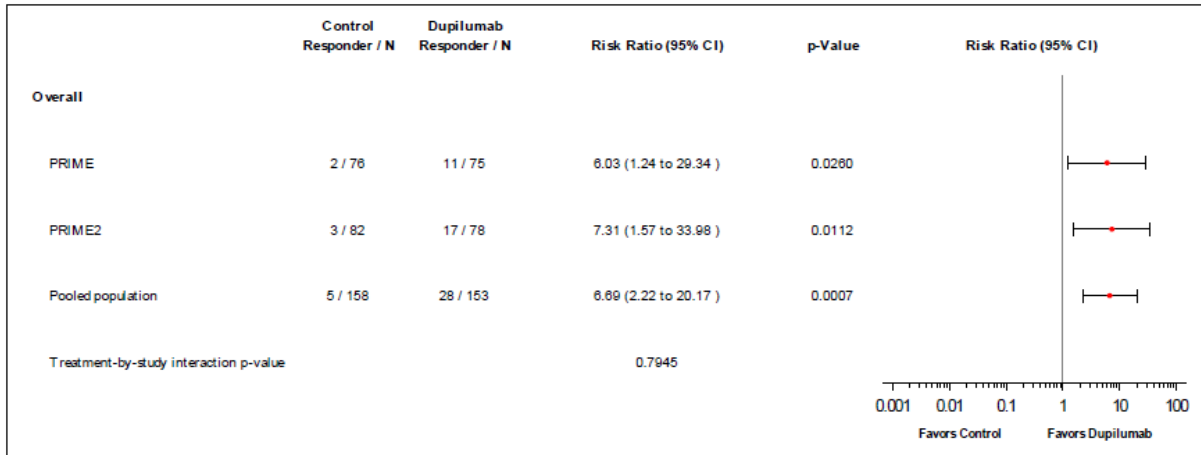 Control Dupilumab
Responder / N Responder / N Risk Ratio (95% CI) p-Value Risk Ratio (95% CI)
Overall
PRIME 2 / 76 11 / 75 6.03 (1.24 to 29.34 ) 0.0260
PRIME2 3 / 82 17 / 78 7.31 (1.57 to 33.98 ) 0.0112
Pooled population 5 / 158 28 / 153 6.69 (2.22 to 20.17 ) 0.0007
Treatment-by-study interaction p-value 0.7945
0.001 0.01 0.1 1 10 100
Favors Control Favors Dupilumab